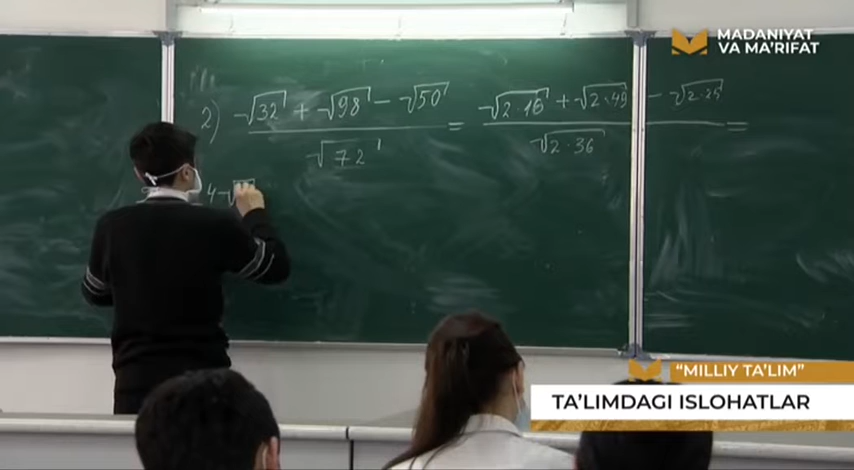 MADANIYAT
VA MA'RIFAT
2) √32 + √98 − √50 / √72 = √2·16 + √2·49 − √2·25 / √2·36 =
4√
"MILLIY TA'LIM"
TA'LIMDAGI ISLOHATLAR